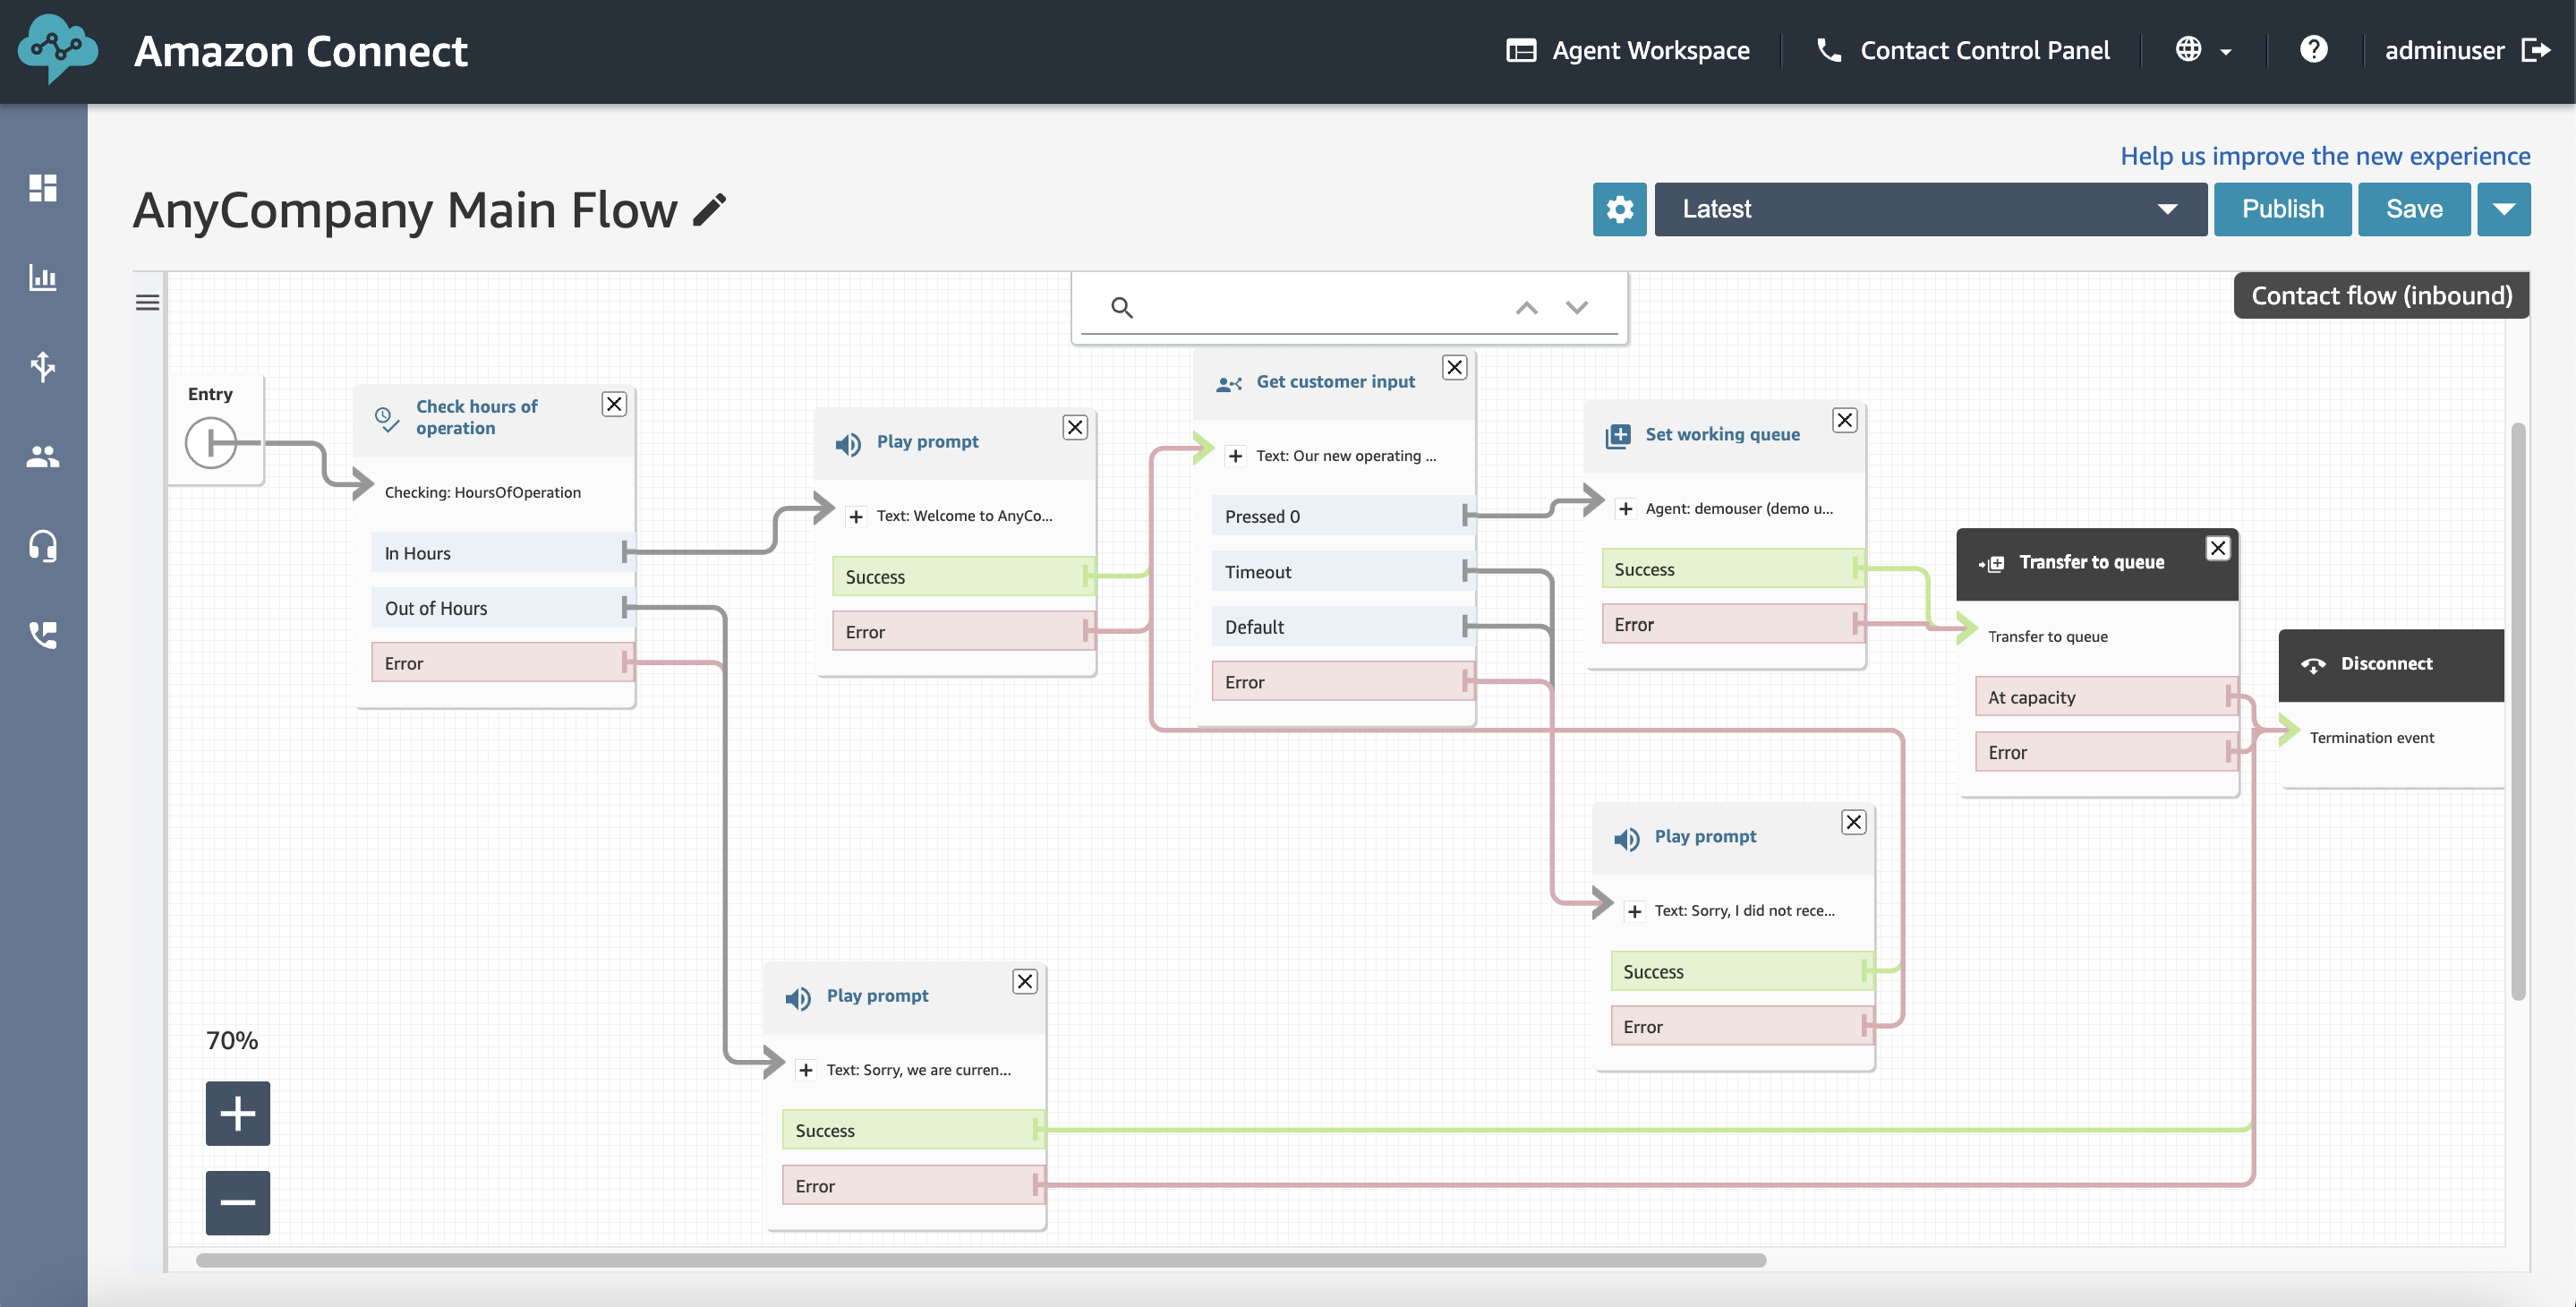 Amazon Connect
Agent Workspace
Contact Control Panel
adminuser
Help us improve the new experience
AnyCompany Main Flow
Latest
Publish
Save
Contact flow (inbound)
Entry
Check hours of
operation
Checking: HoursOfOperation
In Hours
Out of Hours
Error
Play prompt
Text: Welcome to AnyCo...
Success
Error
Get customer input
Text: Our new operating ...
Pressed 0
Timeout
Default
Error
Set working queue
Agent: demouser (demo u...
Success
Error
Transfer to queue
Transfer to queue
At capacity
Error
Disconnect
Termination event
Play prompt
Text: Sorry, I did not rece...
Success
Error
Play prompt
Text: Sorry, we are curren...
Success
Error
70%